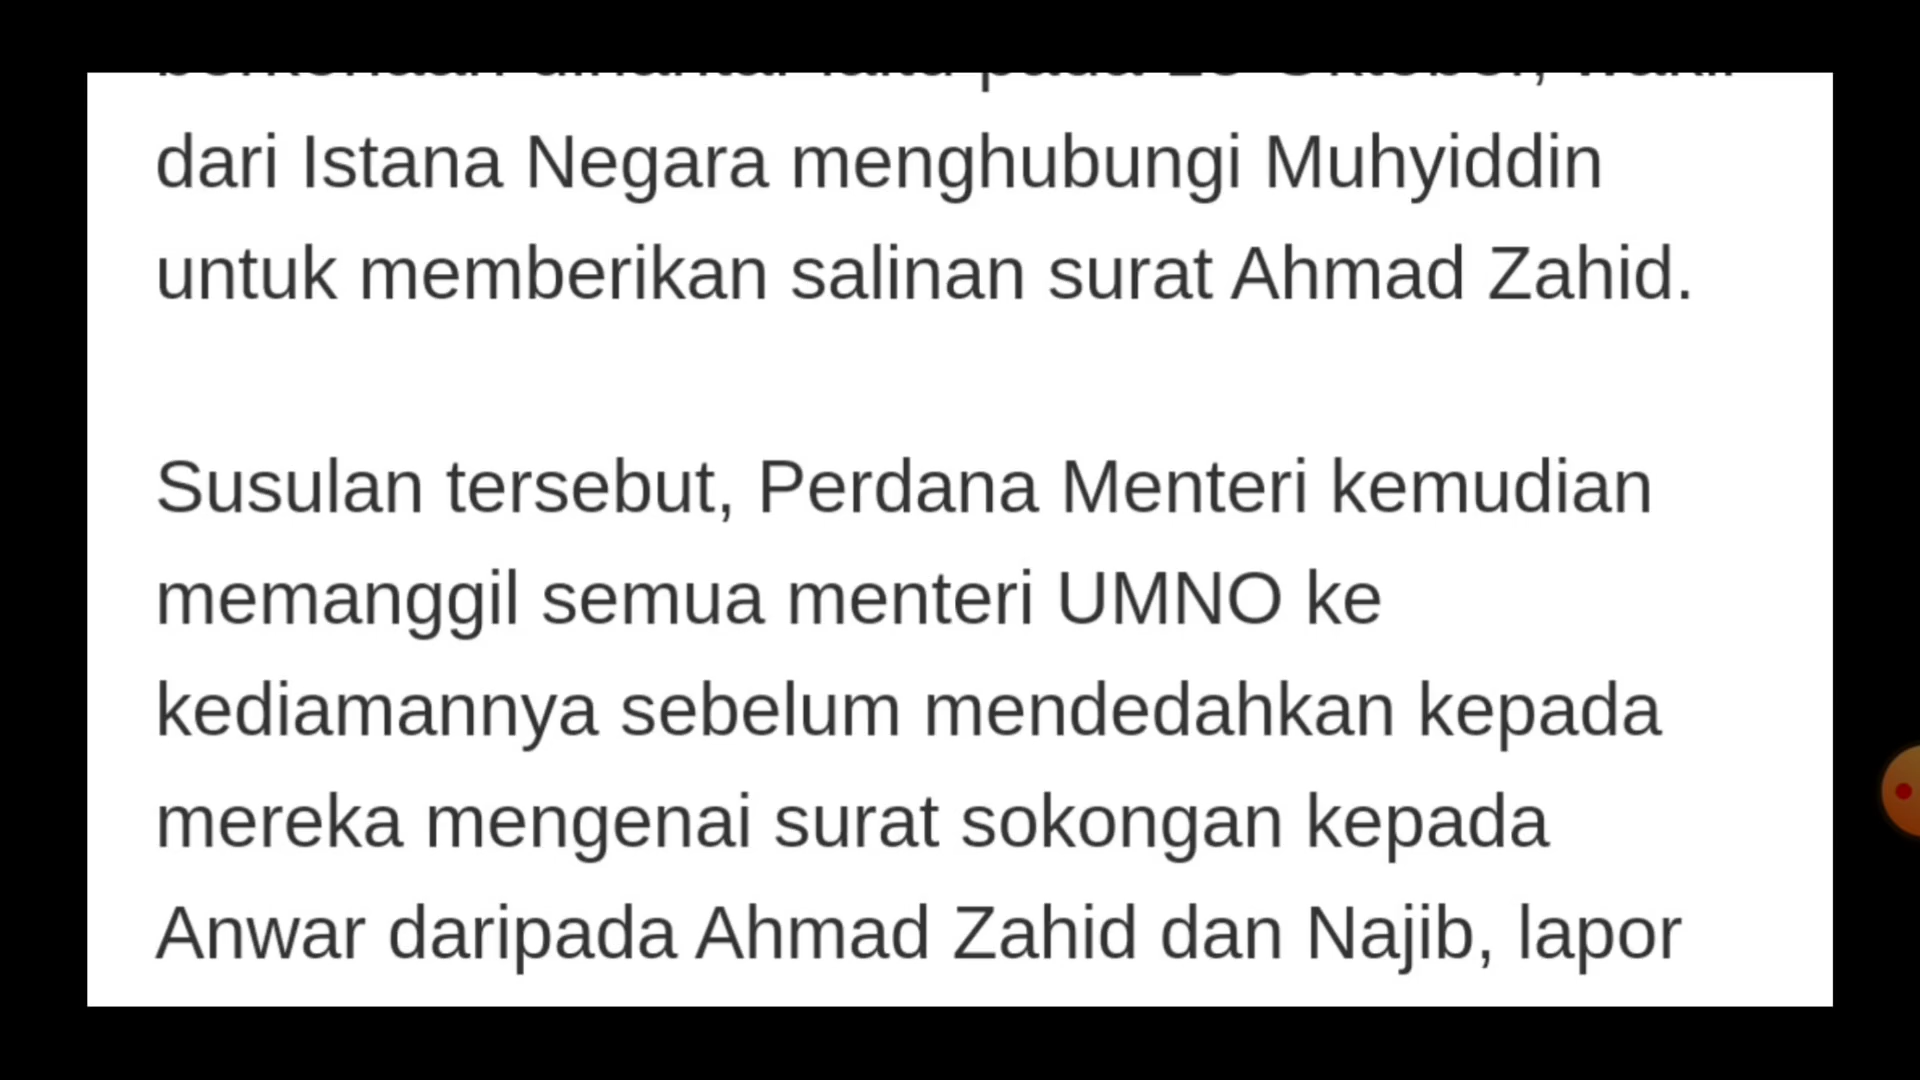 pada
dari Istana Negara menghubungi Muhyiddin
untuk memberikan salinan surat Ahmad Zahid.
Susulan tersebut, Perdana Menteri kemudian
memanggil semua menteri UMNO ke
kediamannya sebelum mendedahkan kepada
mereka mengenai surat sokongan kepada
Anwar daripada Ahmad Zahid dan Najib, lapor